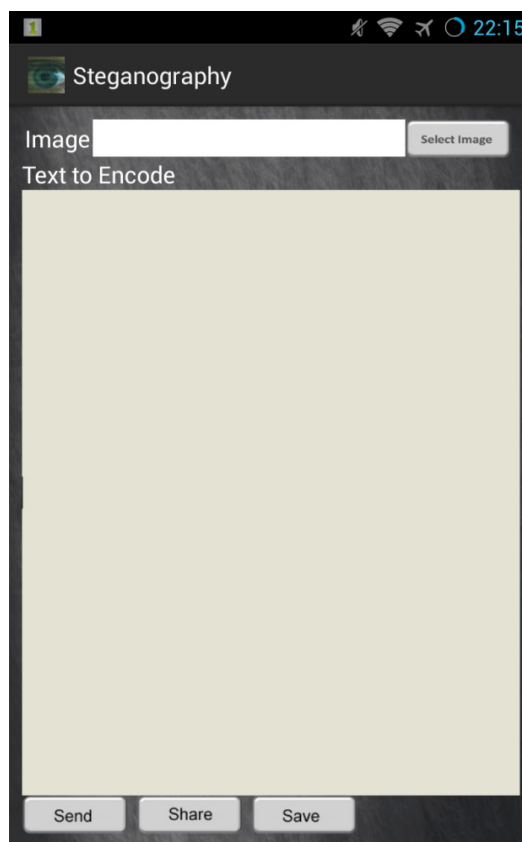 1 22:15
Steganography
Image Select Image
Text to Encode
Send Share Save